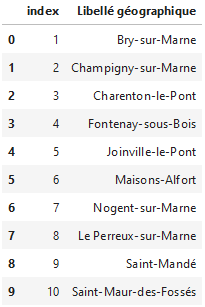 index Libellé géographique
0 1 Bry-sur-Marne
1 2 Champigny-sur-Marne
2 3 Charenton-le-Pont
3 4 Fontenay-sous-Bois
4 5 Joinville-le-Pont
5 6 Maisons-Alfort
6 7 Nogent-sur-Marne
7 8 Le Perreux-sur-Marne
8 9 Saint-Mandé
9 10 Saint-Maur-des-Fossés